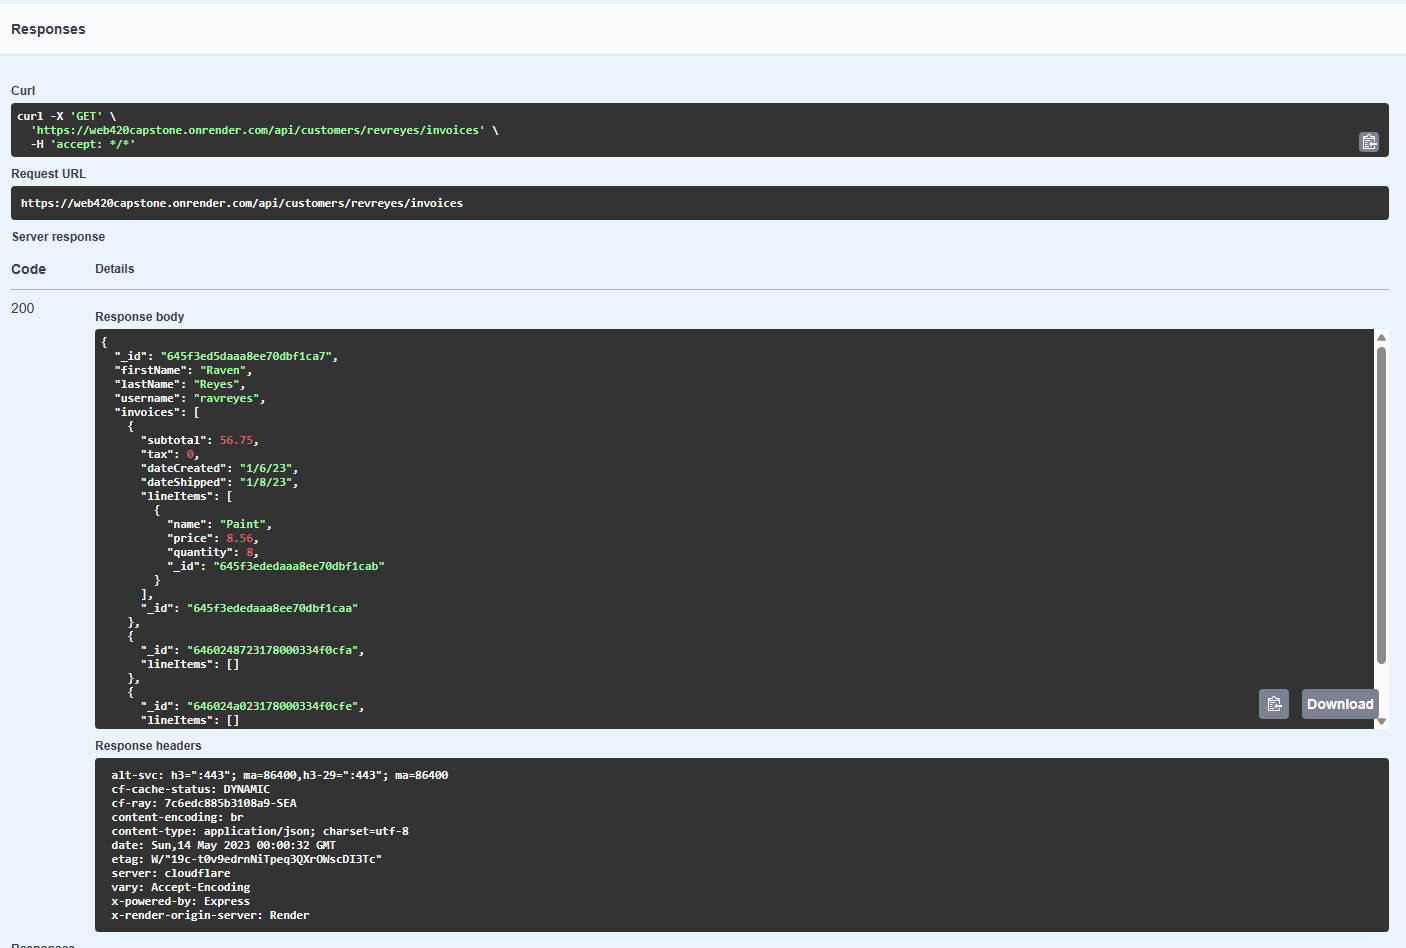 Responses
Curl
curl -X 'GET' \
'https://web420capstone.onrender.com/api/customers/revreyes/invoices' \
-H 'accept: */*'
Request URL
https://web420capstone.onrender.com/api/customers/revreyes/invoices
Server response
Code Details
200
Response body
{
"_id": "645f3ed5daaa8ee70dbf1ca7",
"firstName": "Raven",
"lastName": "Reyes",
"username": "ravreyes",
"invoices": [
{
"subtotal": 56.75,
"tax": 0,
"dateCreated": "1/6/23",
"dateShipped": "1/8/23",
"lineItems": [
{
"name": "Paint",
"price": 8.56,
"quantity": 8,
"_id": "645f3ededaaa8ee70dbf1cab"
}
],
"_id": "645f3ededaaa8ee70dbf1caa"
},
{
"_id": "6460248723178000334f0cfa",
"lineItems": []
},
{
"_id": "646024a023178000334f0cfe",
"lineItems": []
Download
Response headers
alt-svc: h3=":443"; ma=86400,h3-29=":443"; ma=86400
cf-cache-status: DYNAMIC
cf-ray: 7c6edc885b3108a9-SEA
content-encoding: br
content-type: application/json; charset=utf-8
date: Sun,14 May 2023 00:00:32 GMT
etag: W/"19c-t0v9edrnNiTpeq3QXrOWscDI3Tc"
server: cloudflare
vary: Accept-Encoding
x-powered-by: Express
x-render-origin-server: Render
Responses